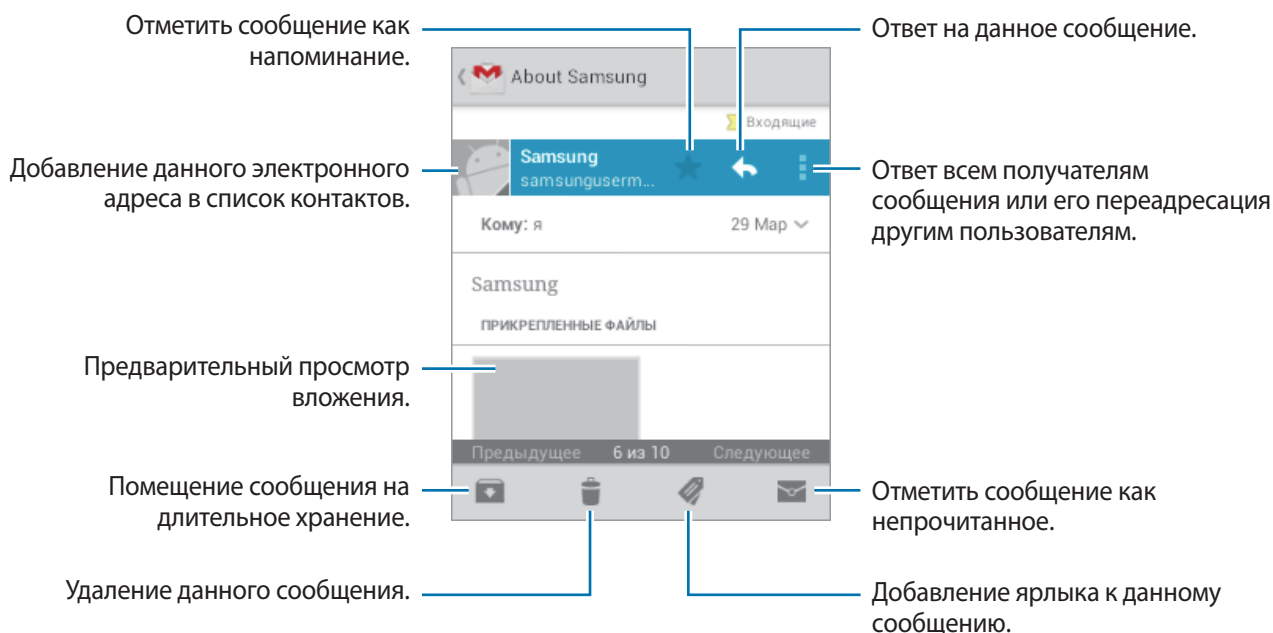 Отметить сообщение как
напоминание.
Ответ на данное сообщение.
About Samsung
Входящие
Добавление данного электронного
адреса в список контактов.
Samsung
samsunguserm...
Ответ всем получателям
сообщения или его переадресация
другим пользователям.
Кому: я
29 Мар
Samsung
ПРИКРЕПЛЕННЫЕ ФАЙЛЫ
Предварительный просмотр
вложения.
Предыдущее 6 из 10 Следующее
Помещение сообщения на
длительное хранение.
Отметить сообщение как
непрочитанное.
Удаление данного сообщения.
Добавление ярлыка к данному
сообщению.